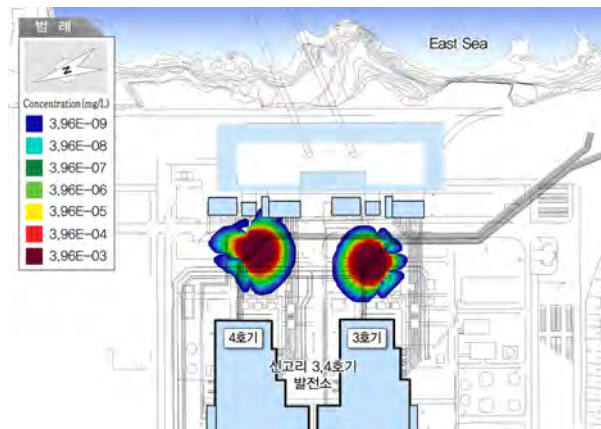 범 례
N
Concentration(mg/L)
3,96E-09
3,96E-08
3,96E-07
3,96E-06
3,96E-05
3,96E-04
3,96E-03
East Sea
4호기
3호기
신고리 3,4호기
발전소